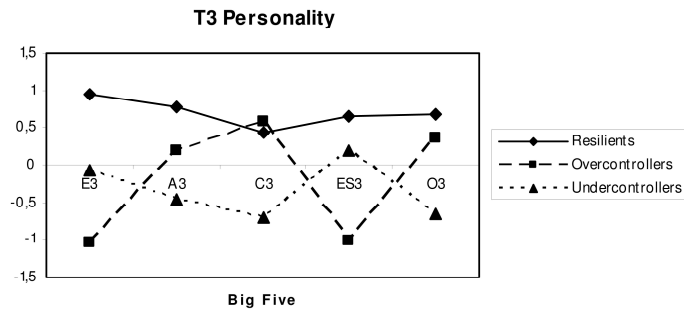 T3 Personality
1,5
1
0,5
0
-0,5
-1
-1,5
E3 A3 C3 ES3 O3
Big Five
Resilients
Overcontrollers
Undercontrollers